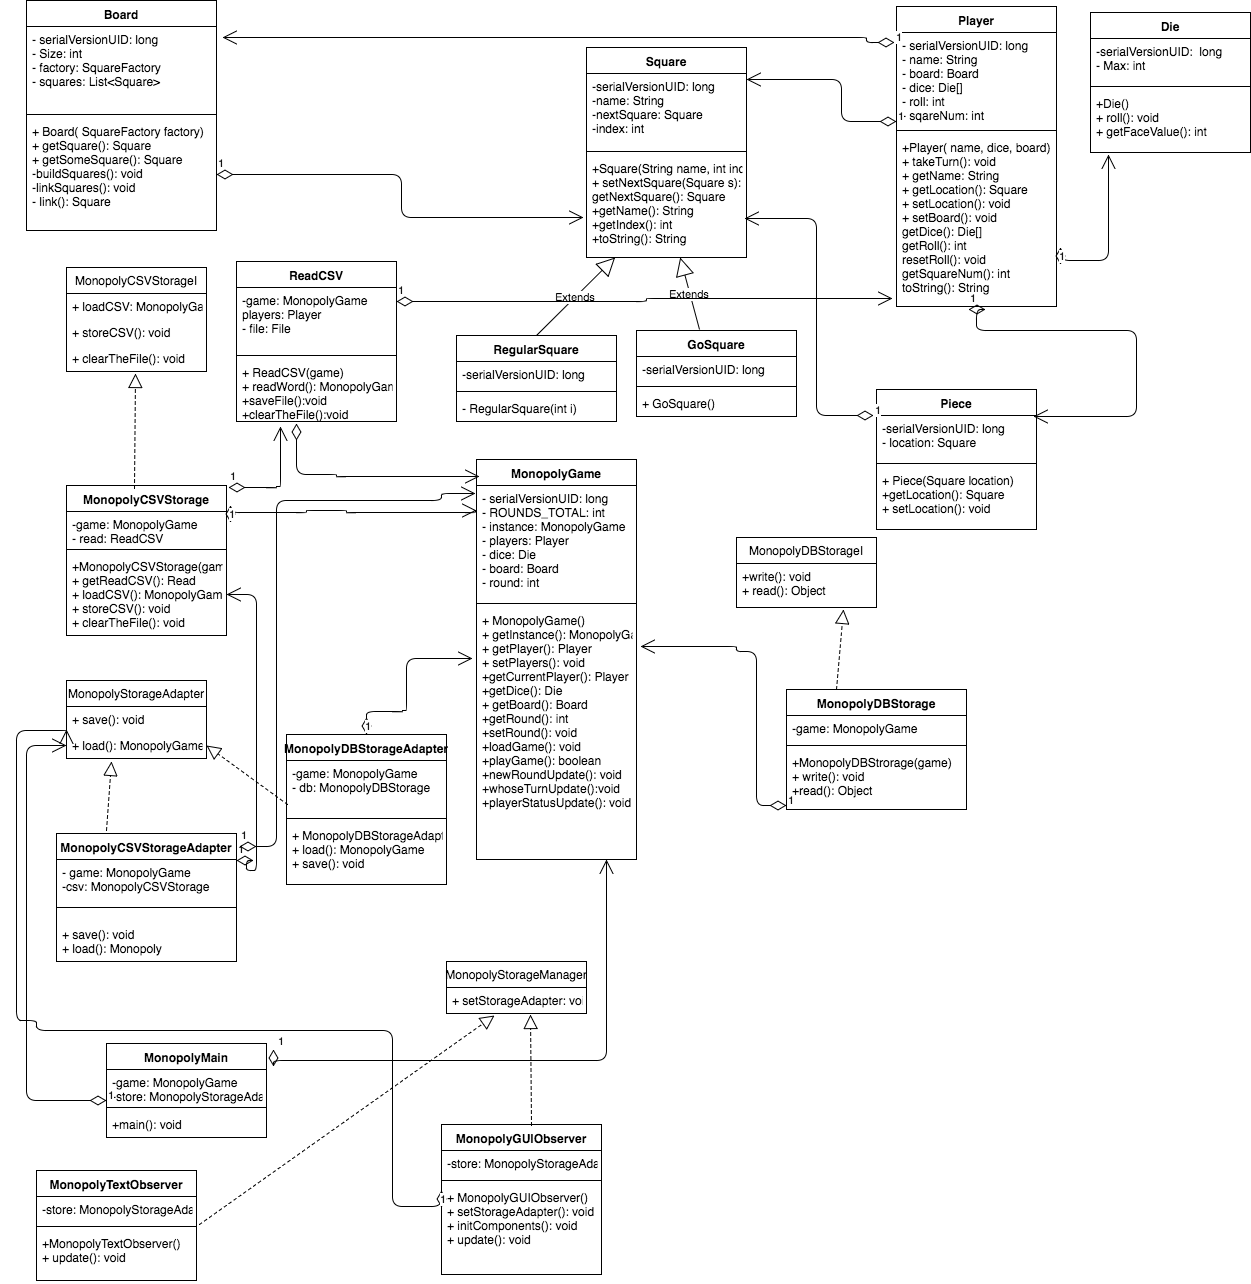 Board
- serialVersionUID: long
- Size: int
- factory: SquareFactory
- squares: List<Square>
+ Board( SquareFactory factory)
+ getSquare(): Square
+ getSomeSquare(): Square
-buildSquares(): void
-linkSquares(): void
- link(): Square
1
Square
-serialVersionUID: long
-name: String
-nextSquare: Square
-index: int
+Square(String name, int ind
+ setNextSquare(Square s):
getNextSquare(): Square
+getName(): String
+getIndex(): int
+toString(): String
Player
- serialVersionUID: long
- name: String
- board: Board
- dice: Die[]
- roll: int
- sqareNum: int
+Player( name, dice, board)
+ takeTurn(): void
+ getName: String
+ getLocation(): Square
+ setLocation(): void
+ setBoard(): void
getDice(): Die[]
getRoll(): int
resetRoll(): void
getSquareNum(): int
toString(): String
1
1
1
1
Die
-serialVersionUID:  long
- Max: int
+Die()
+ roll(): void
+ getFaceValue(): int
MonopolyCSVStorageI
+ loadCSV: MonopolyGa
+ storeCSV(): void
+ clearTheFile(): void
ReadCSV
-game: MonopolyGame
players: Player
- file: File
+ ReadCSV(game)
+ readWord(): MonopolyGan
+saveFile():void
+clearTheFile():void
1
Extends
Extends
RegularSquare
-serialVersionUID: long
- RegularSquare(int i)
GoSquare
-serialVersionUID: long
+ GoSquare()
Piece
-serialVersionUID: long
- location: Square
+ Piece(Square location)
+getLocation(): Square
+ setLocation(): void
1
MonopolyCSVStorage
-game: MonopolyGame
- read: ReadCSV
+MonopolyCSVStorage(gam
+ getReadCSV(): Read
+ loadCSV(): MonopolyGam
+ storeCSV(): void
+ clearTheFile(): void
1
1
MonopolyGame
- serialVersionUID: long
- ROUNDS_TOTAL: int
- instance: MonopolyGame
- players: Player
- dice: Die
- board: Board
- round: int
+ MonopolyGame()
+ getInstance(): MonopolyGa
+ getPlayer(): Player
+ setPlayers(): void
+getCurrentPlayer(): Player
+getDice(): Die
+ getBoard(): Board
+getRound(): int
+setRound(): void
+loadGame(): void
+playGame(): boolean
+newRoundUpdate(): void
+whoseTurnUpdate():void
+playerStatusUpdate(): void
MonopolyDBStorageI
+write(): void
+ read(): Object
MonopolyDBStorage
-game: MonopolyGame
+MonopolyDBStrorage(game)
+ write(): void
+read(): Object
1
MonopolyStorageAdapter
+ save(): void
+ load(): MonopolyGame
MonopolyDBStorageAdapter
-game: MonopolyGame
- db: MonopolyDBStorage
+ MonopolyDBStorageAdapt
+ load(): MonopolyGame
+ save(): void
1
MonopolyCSVStorageAdapter
- game: MonopolyGame
-csv: MonopolyCSVStorage
+ save(): void
+ load(): Monopoly
1
1
MonopolyStorageManager
+ setStorageAdapter: voi
MonopolyMain
-game: MonopolyGame
-store: MonopolyStorageAda
+main(): void
1
1
MonopolyGUIObserver
-store: MonopolyStorageAda
+ MonopolyGUIObserver()
+ setStorageAdapter(): void
+ initComponents(): void
+ update(): void
1
MonopolyTextObserver
-store: MonopolyStorageAda
+MonopolyTextObserver()
+ update(): void